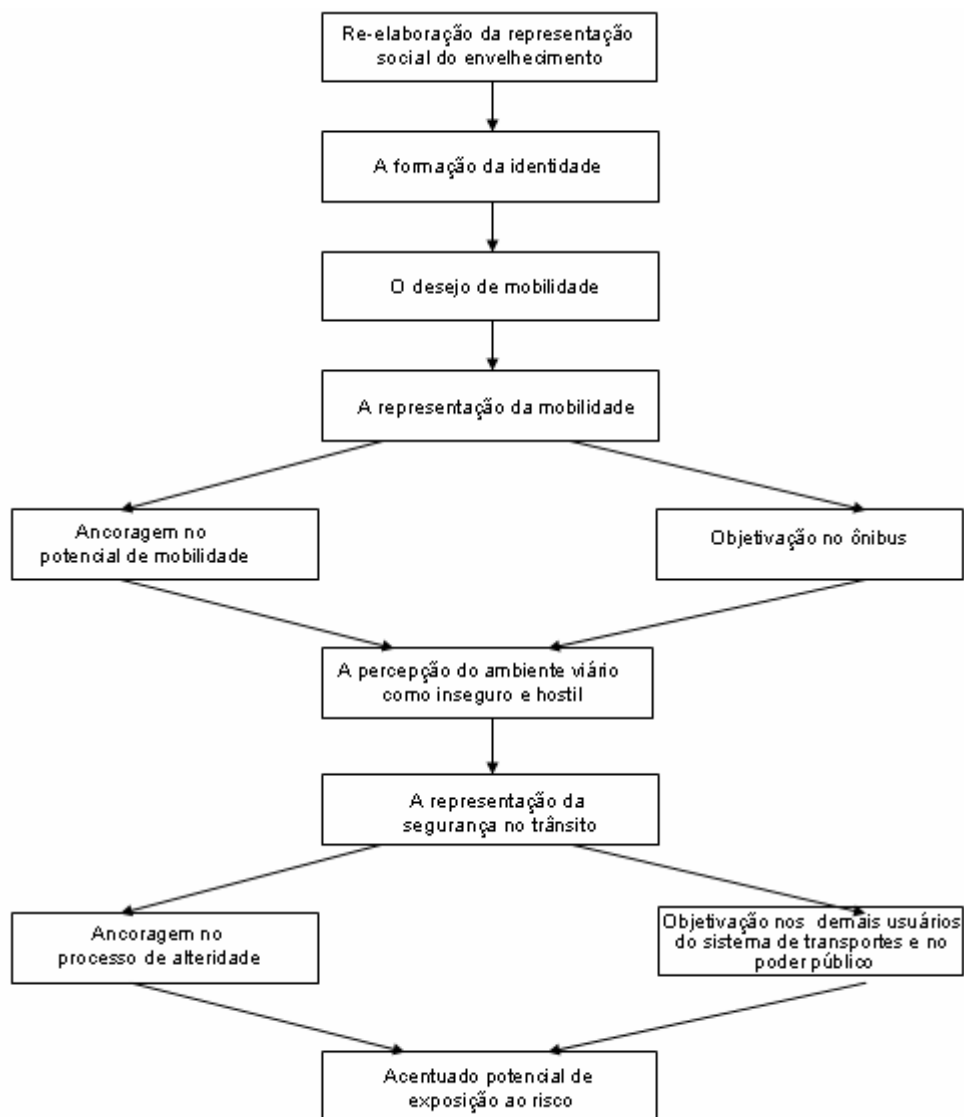 Re-elaboração da representação
social do envelhecimento
A formação da identidade
O desejo de mobilidade
A representação da mobilidade
Ancoragem no
potencial de mobilidade
Objetivação no ônibus
A percepção do ambiente viário
como inseguro e hostil
A representação da
segurança no trânsito
Ancoragem no
processo de alteridade
Objetivação nos demais usuários
do sistema de transportes e no
poder público
Acentuado potencial de
exposição ao risco